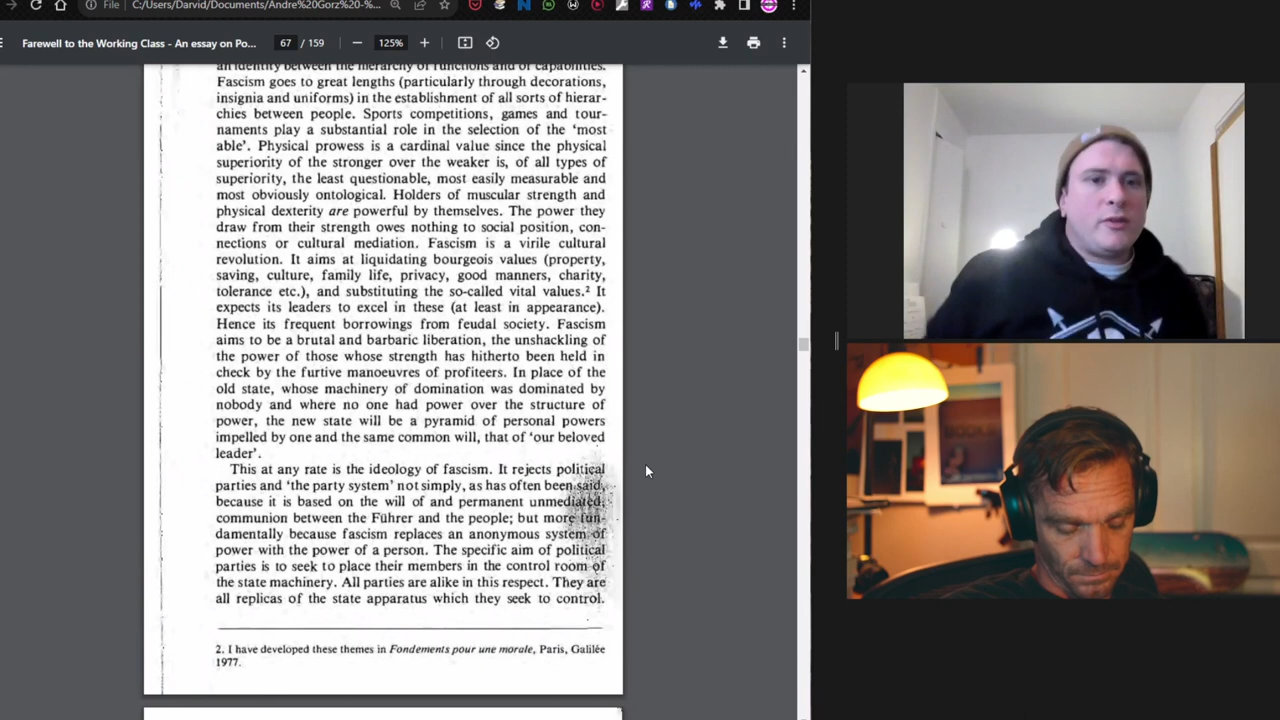 File
C:/Users/Darvid/Documents/Andre%20Gorz%20-%...
Farewell to the Working Class - An essay on Po...
67 / 159
125%
an identity between the hierarchy of functions and of capabilities.
Fascism goes to great lengths (particularly through decorations,
insignia and uniforms) in the establishment of all sorts of hierar-
chies between people. Sports competitions, games and tour-
naments play a substantial role in the selection of the 'most
able'. Physical prowess is a cardinal value since the physical
superiority of the stronger over the weaker is, of all types of
superiority, the least questionable, most easily measurable and
most obviously ontological. Holders of muscular strength and
physical dexterity are powerful by themselves. The power they
draw from their strength owes nothing to social position, con-
nections or cultural mediation. Fascism is a virile cultural
revolution. It aims at liquidating bourgeois values (property,
saving, culture, family life, privacy, good manners, charity,
tolerance etc.), and substituting the so-called vital values.² It
expects its leaders to excel in these (at least in appearance).
Hence its frequent borrowings from feudal society. Fascism
aims to be a brutal and barbaric liberation, the unshackling of
the power of those whose strength has hitherto been held in
check by the furtive manoeuvres of profiteers. In place of the
old state, whose machinery of domination was dominated by
nobody and where no one had power over the structure of
power, the new state will be a pyramid of personal powers
impelled by one and the same common will, that of 'our beloved
leader'.
This at any rate is the ideology of fascism. It rejects political
parties and 'the party system' not simply, as has often been said,
because it is based on the will of and permanent unmediated
communion between the Führer and the people; but more fun-
damentally because fascism replaces an anonymous system of
power with the power of a person. The specific aim of political
parties is to seek to place their members in the control room of
the state machinery. All parties are alike in this respect. They are
all replicas of the state apparatus which they seek to control.
2. I have developed these themes in Fondements pour une morale, Paris, Galilée
1977.